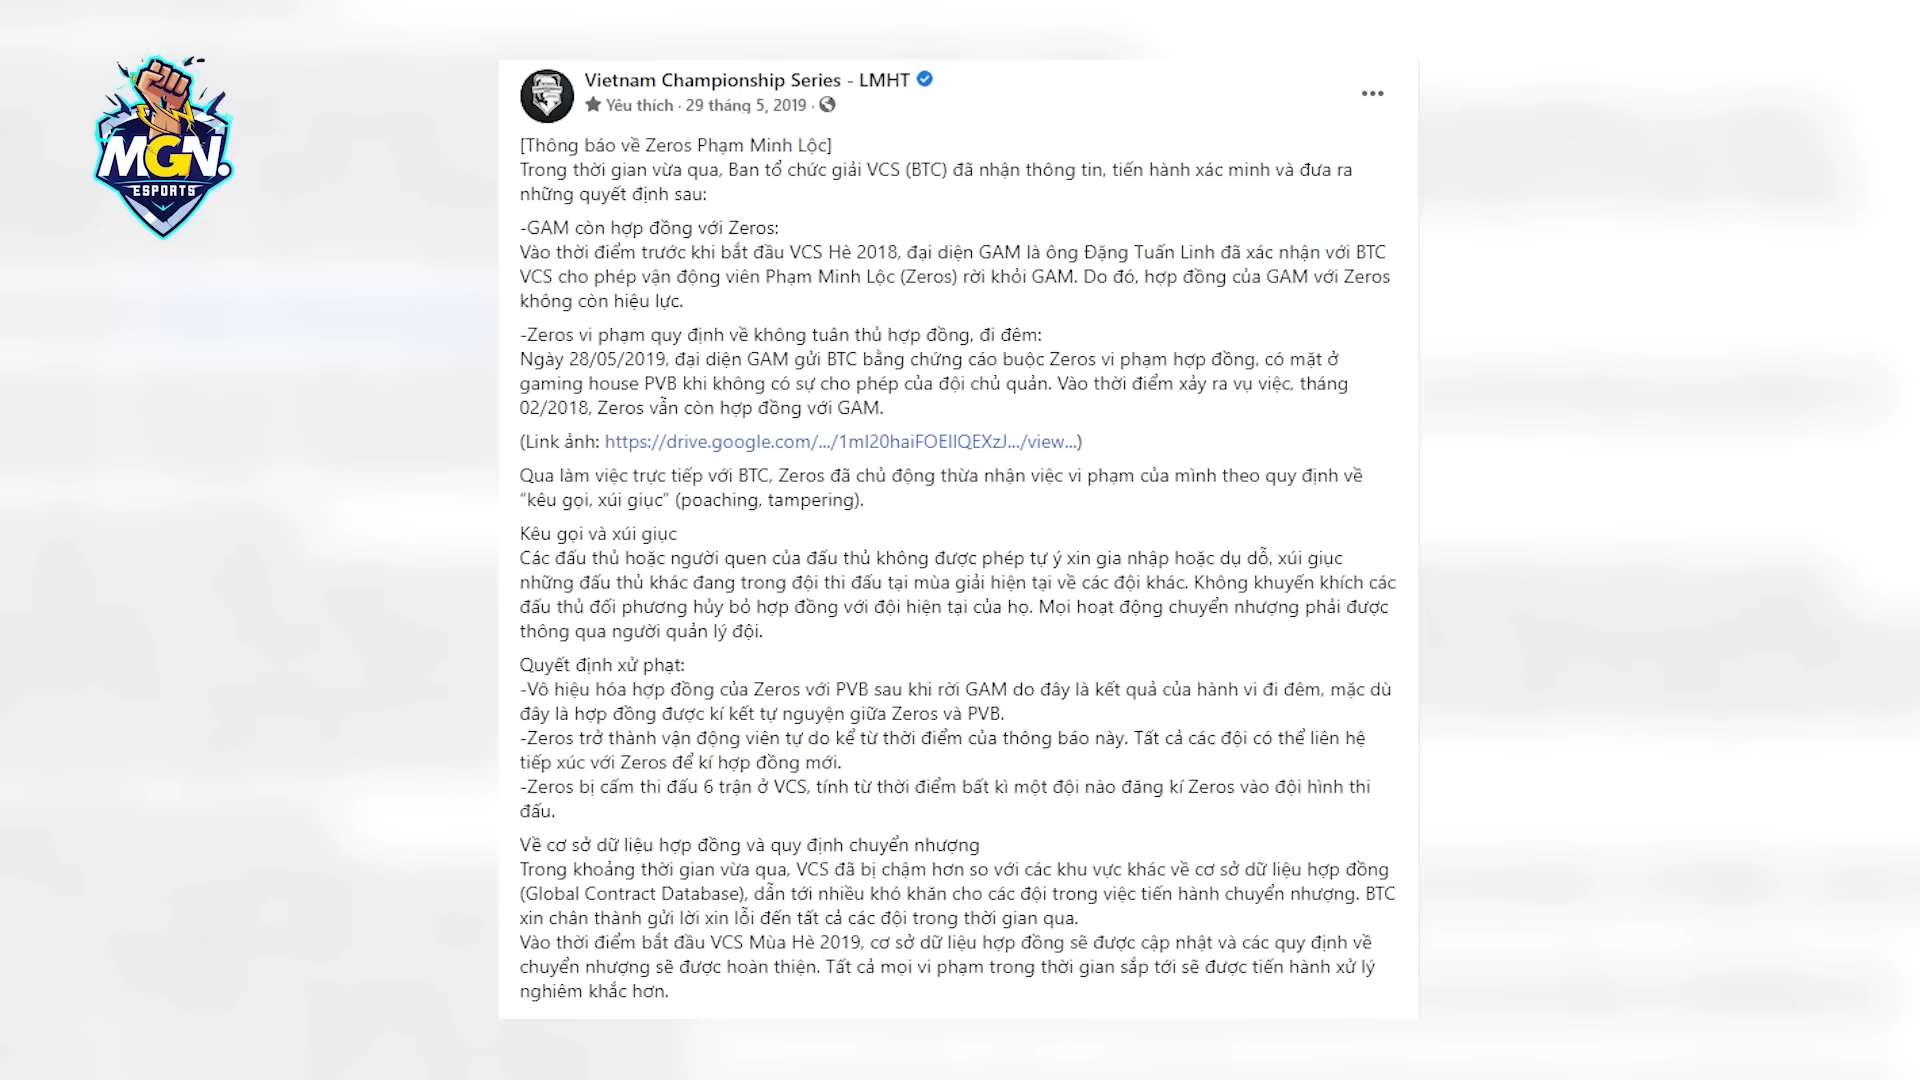 MGN.
ESPORTS
Vietnam Championship Series - LMHT
Yêu thích · 29 tháng 5, 2019 ·
[Thông báo về Zeros Phạm Minh Lộc]
Trong thời gian vừa qua, Ban tổ chức giải VCS (BTC) đã nhận thông tin, tiến hành xác minh và đưa ra
những quyết định sau:
-GAM còn hợp đồng với Zeros:
Vào thời điểm trước khi bắt đầu VCS Hè 2018, đại diện GAM là ông Đặng Tuấn Linh đã xác nhận với BTC
VCS cho phép vận động viên Phạm Minh Lộc (Zeros) rời khỏi GAM. Do đó, hợp đồng của GAM với Zeros
không còn hiệu lực.
-Zeros vi phạm quy định về không tuân thủ hợp đồng, đi đêm:
Ngày 28/05/2019, đại diện GAM gửi BTC bằng chứng cáo buộc Zeros vi phạm hợp đồng, có mặt ở
gaming house PVB khi không có sự cho phép của đội chủ quản. Vào thời điểm xảy ra vụ việc, tháng
02/2018, Zeros vẫn còn hợp đồng với GAM.
(Link ảnh: https://drive.google.com/.../1mI20haiFOEIIQEXzJ.../view...)
Qua làm việc trực tiếp với BTC, Zeros đã chủ động thừa nhận việc vi phạm của mình theo quy định về
“kêu gọi, xúi giục” (poaching, tampering).
Kêu gọi và xúi giục
Các đấu thủ hoặc người quen của đấu thủ không được phép tự ý xin gia nhập hoặc dụ dỗ, xúi giục
những đấu thủ khác đang trong đội thi đấu tại mùa giải hiện tại về các đội khác. Không khuyến khích các
đấu thủ đối phương hủy bỏ hợp đồng với đội hiện tại của họ. Mọi hoạt động chuyển nhượng phải được
thông qua người quản lý đội.
Quyết định xử phạt:
-Vô hiệu hóa hợp đồng của Zeros với PVB sau khi rời GAM do đây là kết quả của hành vi đi đêm, mặc dù
đây là hợp đồng được kí kết tự nguyện giữa Zeros và PVB.
-Zeros trở thành vận động viên tự do kể từ thời điểm của thông báo này. Tất cả các đội có thể liên hệ
tiếp xúc với Zeros để kí hợp đồng mới.
-Zeros bị cấm thi đấu 6 trận ở VCS, tính từ thời điểm bất kì một đội nào đăng kí Zeros vào đội hình thi
đấu.
Về cơ sở dữ liệu hợp đồng và quy định chuyển nhượng
Trong khoảng thời gian vừa qua, VCS đã bị chậm hơn so với các khu vực khác về cơ sở dữ liệu hợp đồng
(Global Contract Database), dẫn tới nhiều khó khăn cho các đội trong việc tiến hành chuyển nhượng. BTC
xin chân thành gửi lời xin lỗi đến tất cả các đội trong thời gian qua.
Vào thời điểm bắt đầu VCS Mùa Hè 2019, cơ sở dữ liệu hợp đồng sẽ được cập nhật và các quy định về
chuyển nhượng sẽ được hoàn thiện. Tất cả mọi vi phạm trong thời gian sắp tới sẽ được tiến hành xử lý
nghiêm khắc hơn.